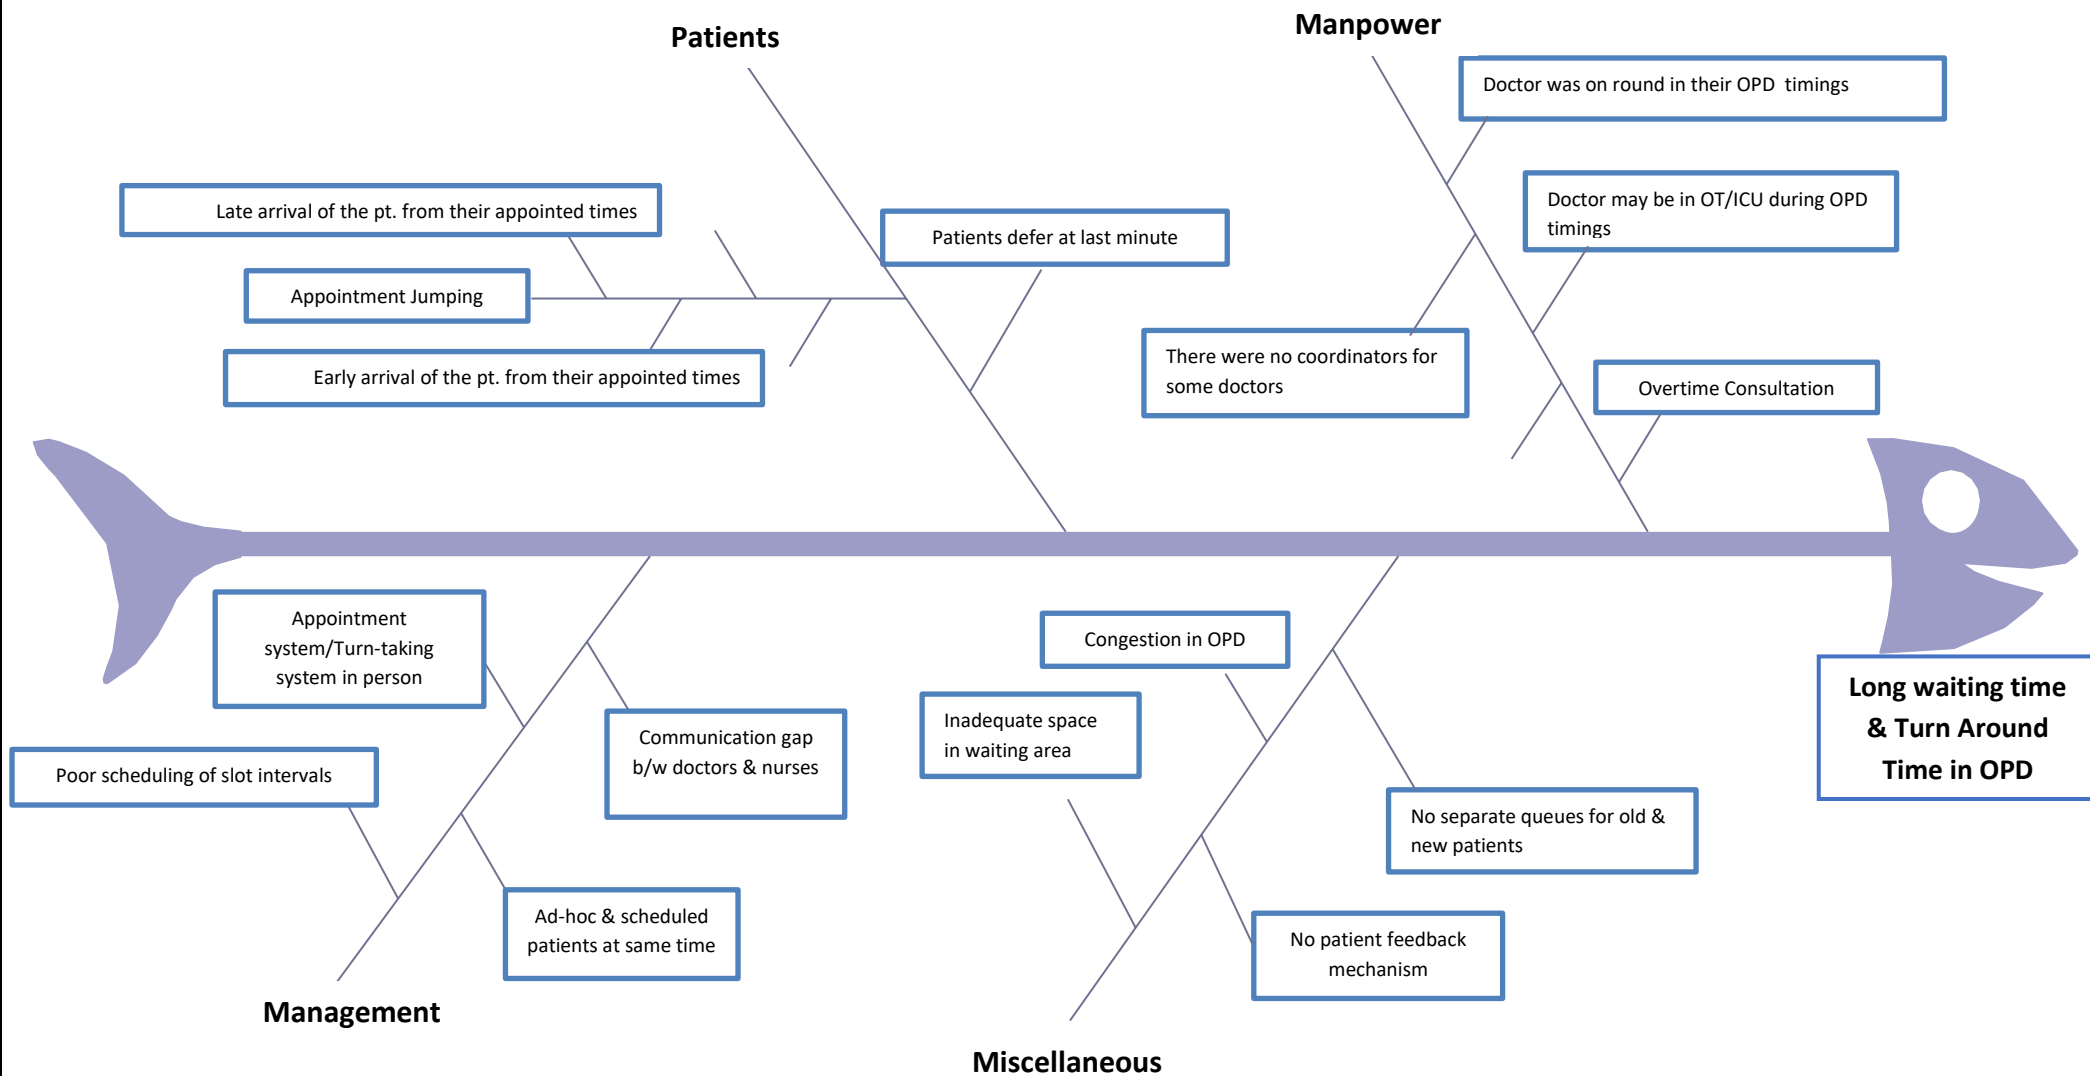 Patients
Manpower
Doctor was on round in their OPD timings
Late arrival of the pt. from their appointed times
Patients defer at last minute
Doctor may be in OT/ICU during OPD
timings
Appointment Jumping
Early arrival of the pt. from their appointed times
There were no coordinators for
some doctors
Overtime Consultation
Appointment
system/Turn-taking
system in person
Congestion in OPD
Long waiting time
& Turn Around
Time in OPD
Communication gap
b/w doctors & nurses
Inadequate space
in waiting area
Poor scheduling of slot intervals
No separate queues for old &
new patients
Ad-hoc & scheduled
patients at same time
No patient feedback
mechanism
Management
Miscellaneous